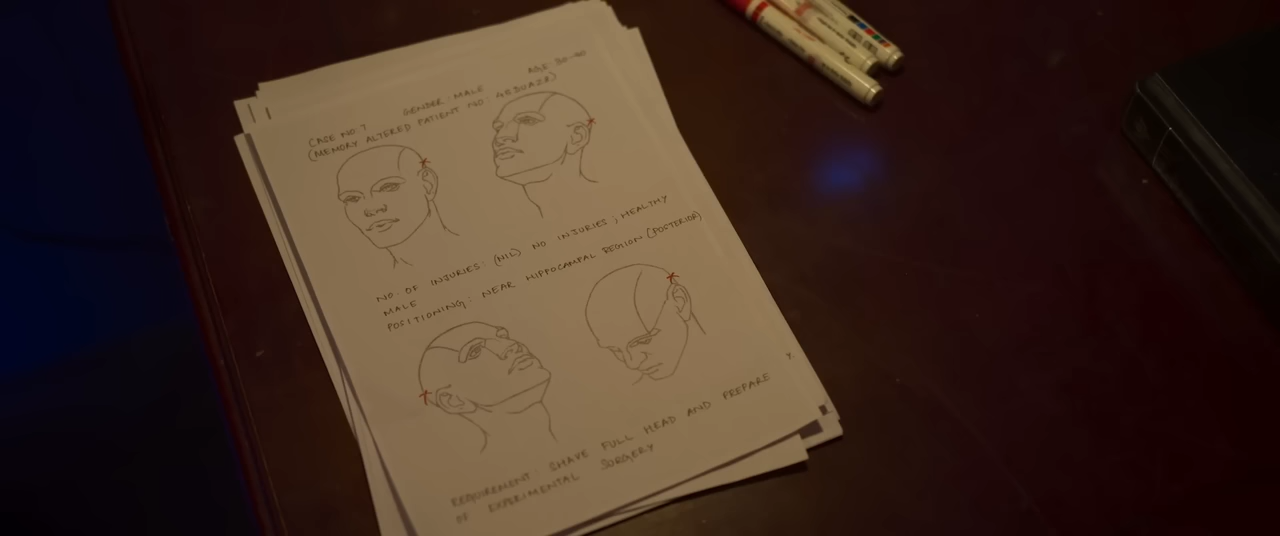 CASE NO: 7 GENDER: MALE AGE: 30-40
(MEMORY ALTERED PATIENT NO
NO. OF INJURIES: (NIL) NO INJURIES; HEALTHY
MALE
POSITIONING: NEAR HIPPOCAMPAL REGION (POSTERIOR)
REQUIREMENT: SHAVE FULL HEAD AND PREPARE
OF EXPERIMENTAL SURGERY